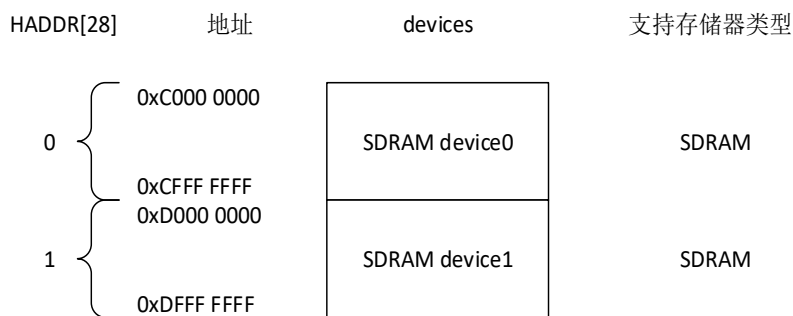 HADDR[28] 地址 devices 支持存储器类型
0xC000 0000
0 SDRAM device0 SDRAM
0xCFFF FFFF
0xD000 0000
1 SDRAM device1 SDRAM
0xDFFF FFFF